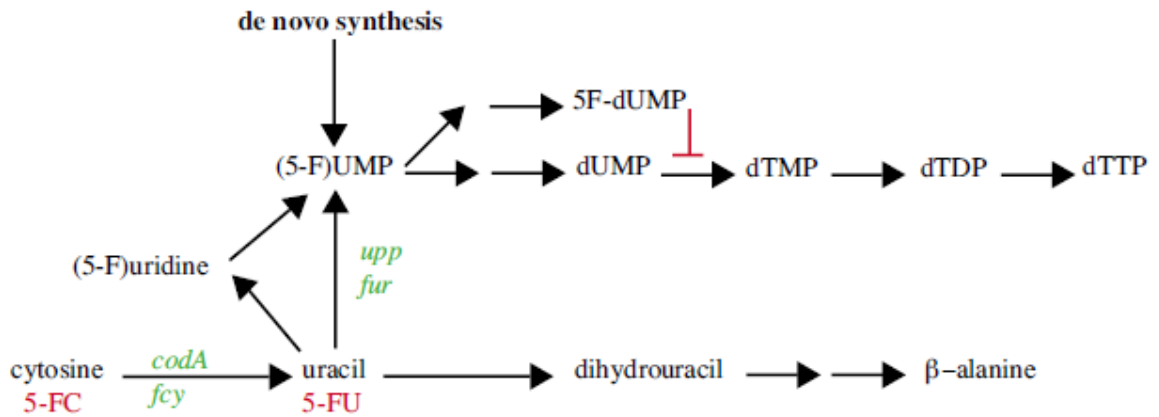 de novo synthesis
5F-dUMP
(5-F)UMP dUMP dTMP dTDP dTTP
upp
(5-F)uridine
fur
codA
cytosine uracil dihydrouracil β-alanine
fcy
5-FC 5-FU